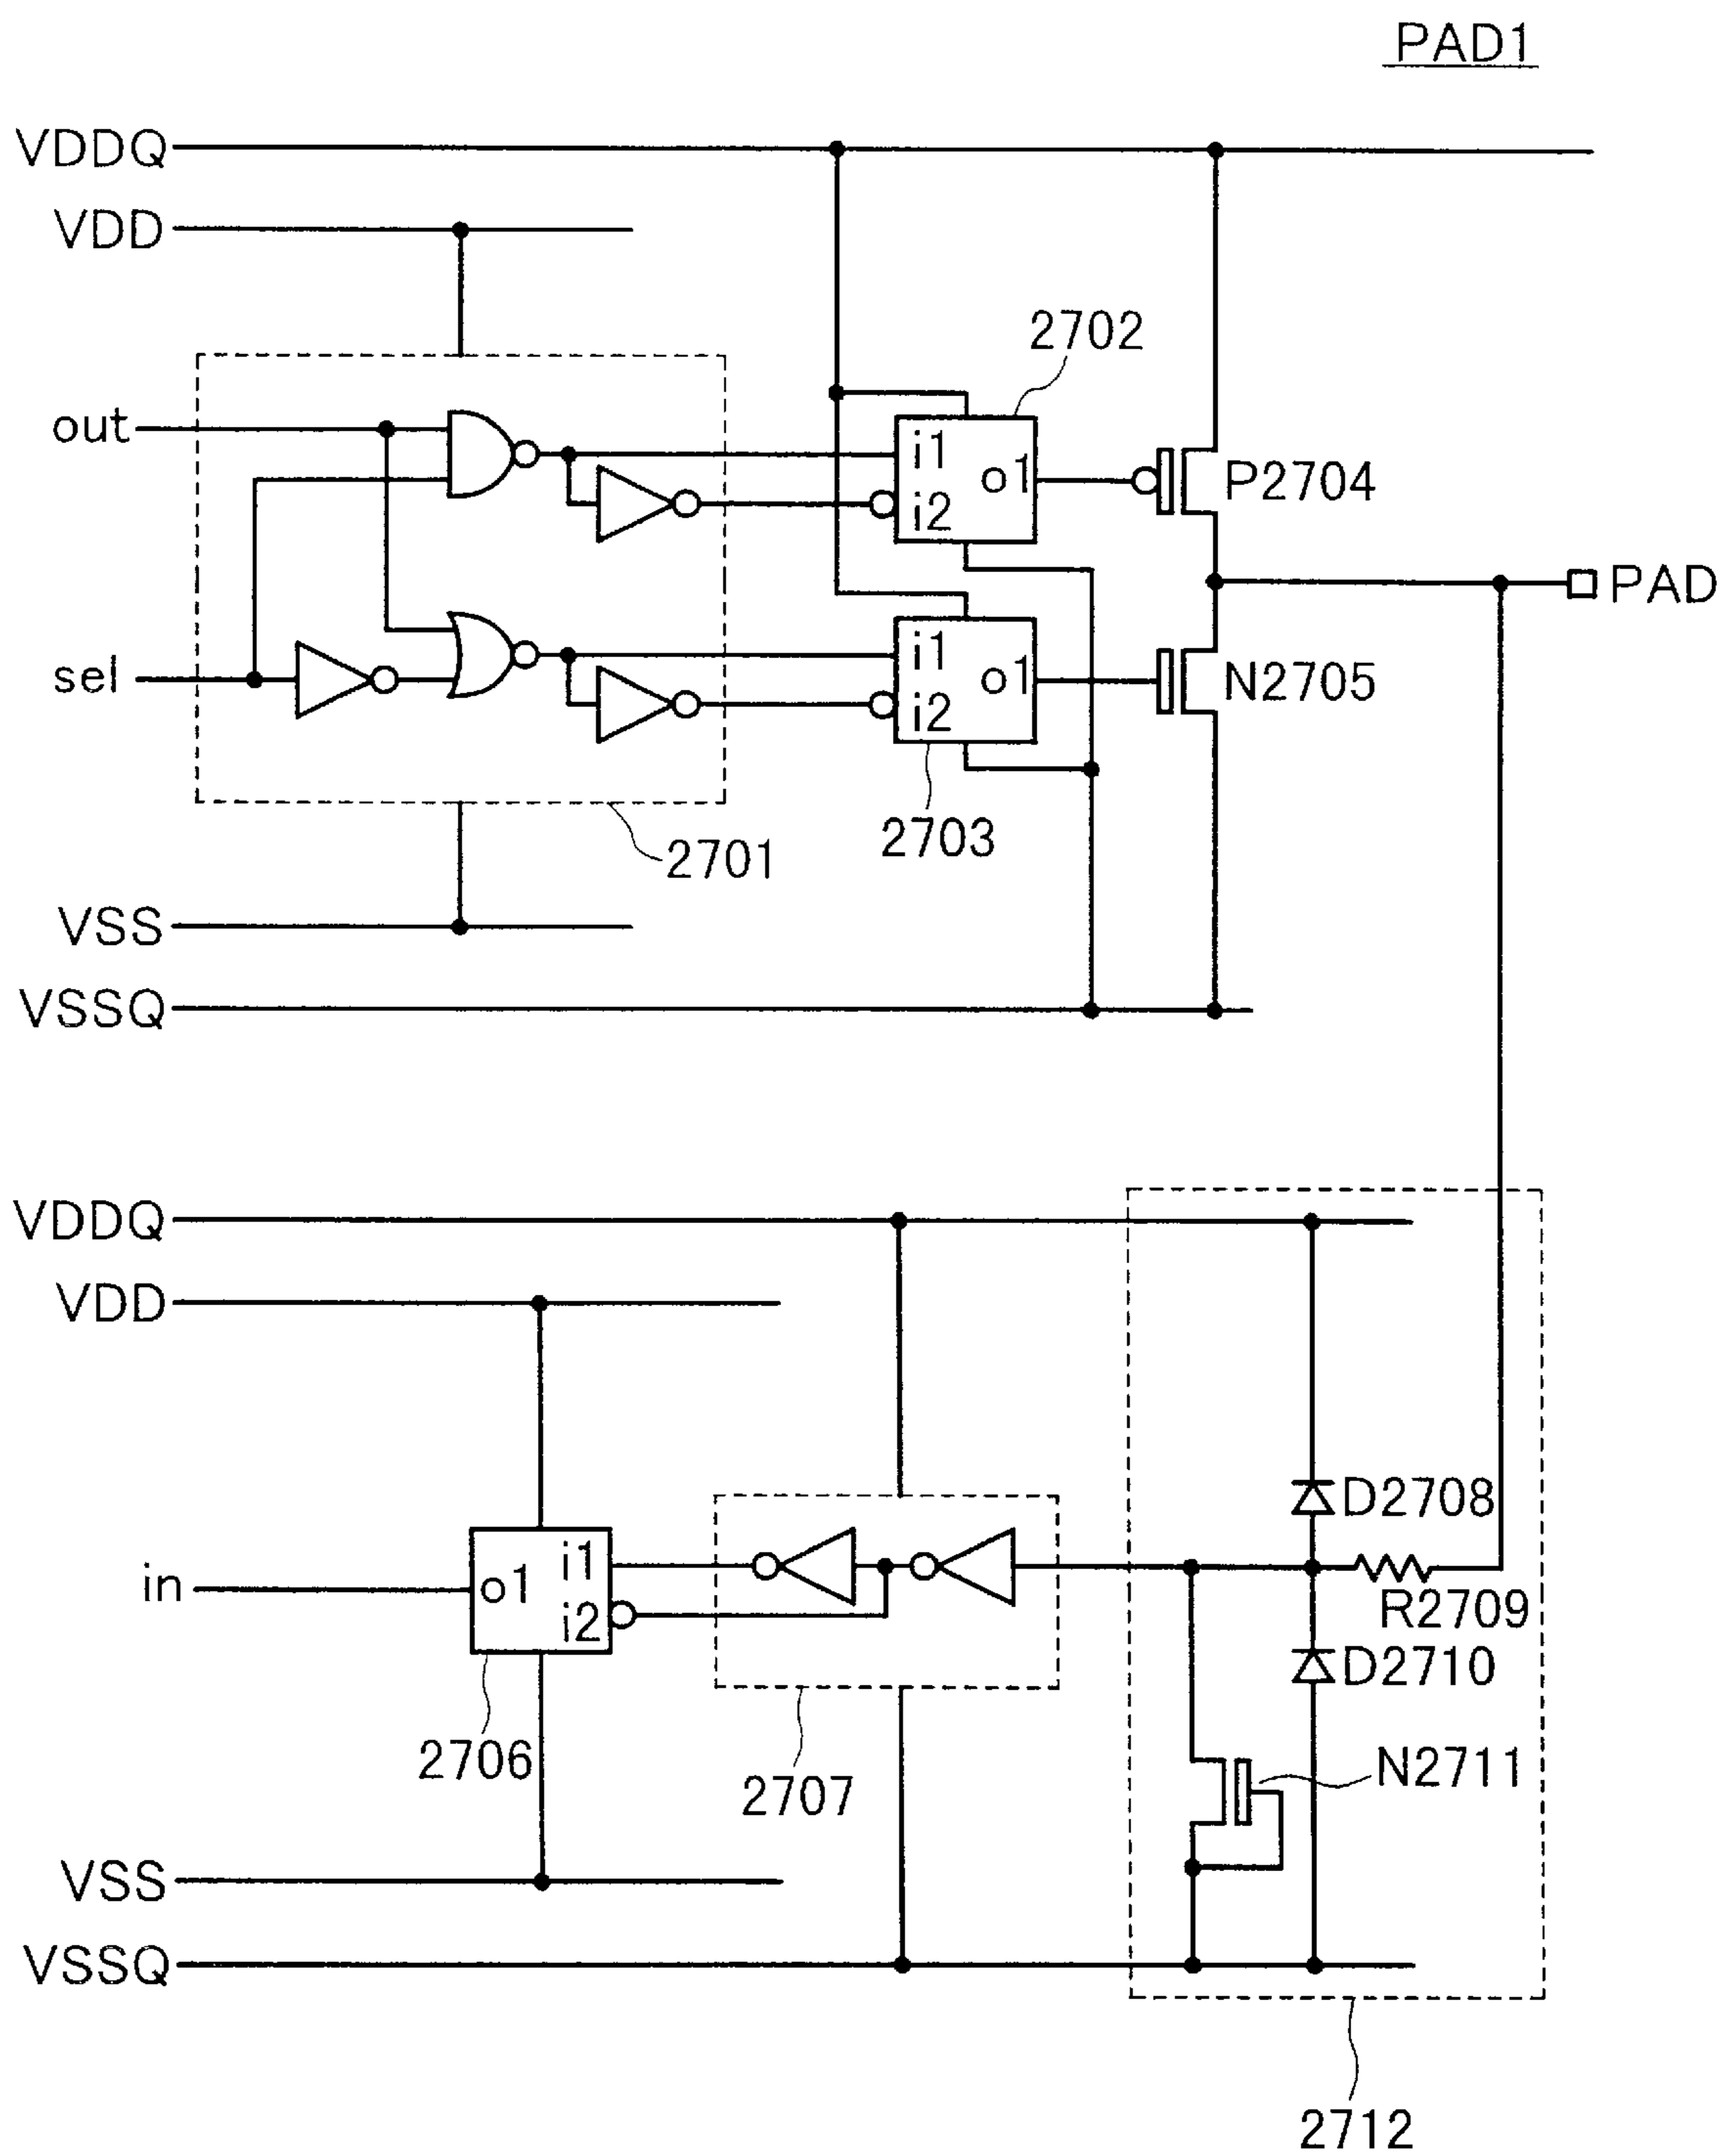 PAD1
VDDQ
VDD
2702
out
i1
o1
i2
P2704
PAD
sel
i1
o1
i2
N2705
2703
2701
VSS
VSSQ
VDDQ
VDD
D2708
in
o1
i1
i2
R2709
D2710
2706
2707
N2711
VSS
VSSQ
2712